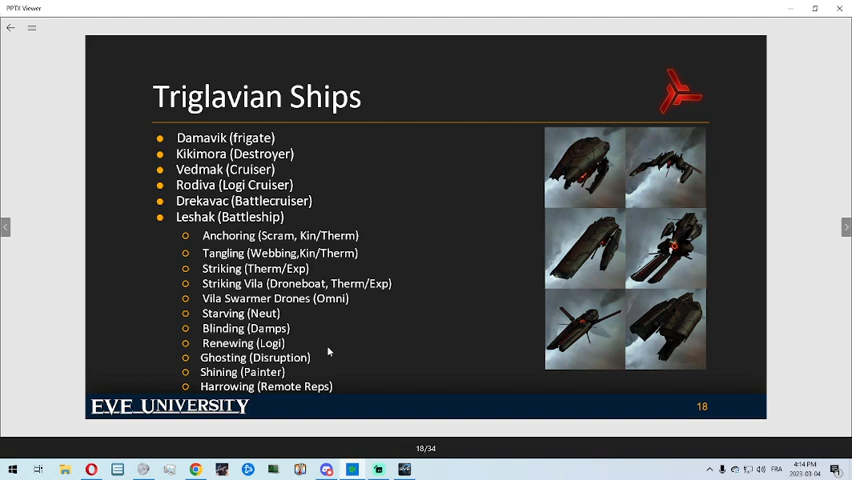 PPTX Viewer
Triglavian Ships
Damavik (frigate)
Kikimora (Destroyer)
Vedmak (Cruiser)
Rodiva (Logi Cruiser)
Drekavac (Battlecruiser)
Leshak (Battleship)
Anchoring (Scram, Kin/Therm)
Tangling (Webbing,Kin/Therm)
Striking (Therm/Exp)
Striking Vila (Droneboat, Therm/Exp)
Vila Swarmer Drones (Omni)
Starving (Neut)
Blinding (Damps)
Renewing (Logi)
Ghosting (Disruption)
Shining (Painter)
Harrowing (Remote Reps)
EVE UNIVERSITY
18
18/34
FRA
4:14 PM
2023-03-04